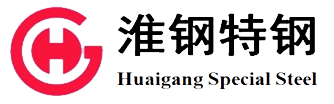 淮钢特钢
Huaigang Special Steel